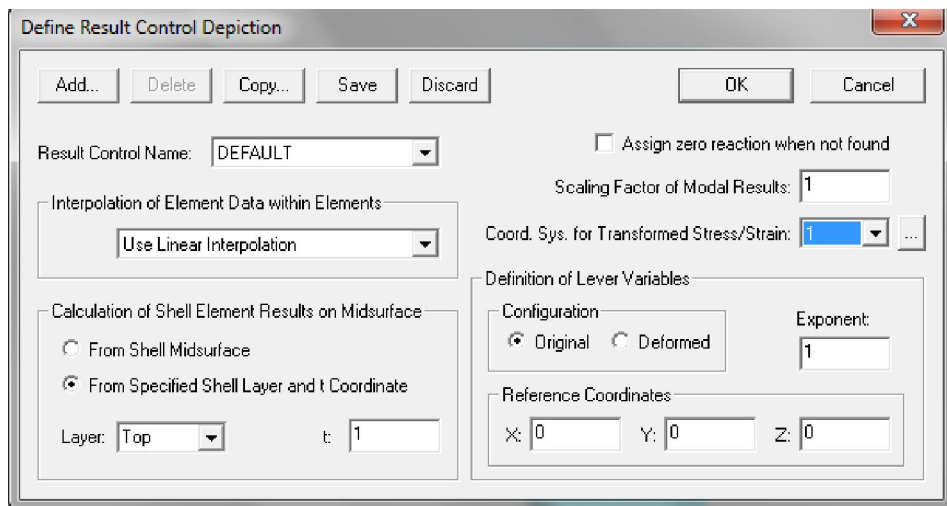 Define Result Control Depiction
Add... Delete Copy... Save Discard OK Cancel
Result Control Name: DEFAULT
Assign zero reaction when not found
Scaling Factor of Modal Results: 1
Interpolation of Element Data within Elements
Use Linear Interpolation
Coord. Sys. for Transformed Stress/Strain: 1 ...
Definition of Lever Variables
Calculation of Shell Element Results on Midsurface
From Shell Midsurface
From Specified Shell Layer and t Coordinate
Layer: Top t: 1
Configuration
Original Deformed
Exponent:
1
Reference Coordinates
X: 0 Y: 0 Z: 0